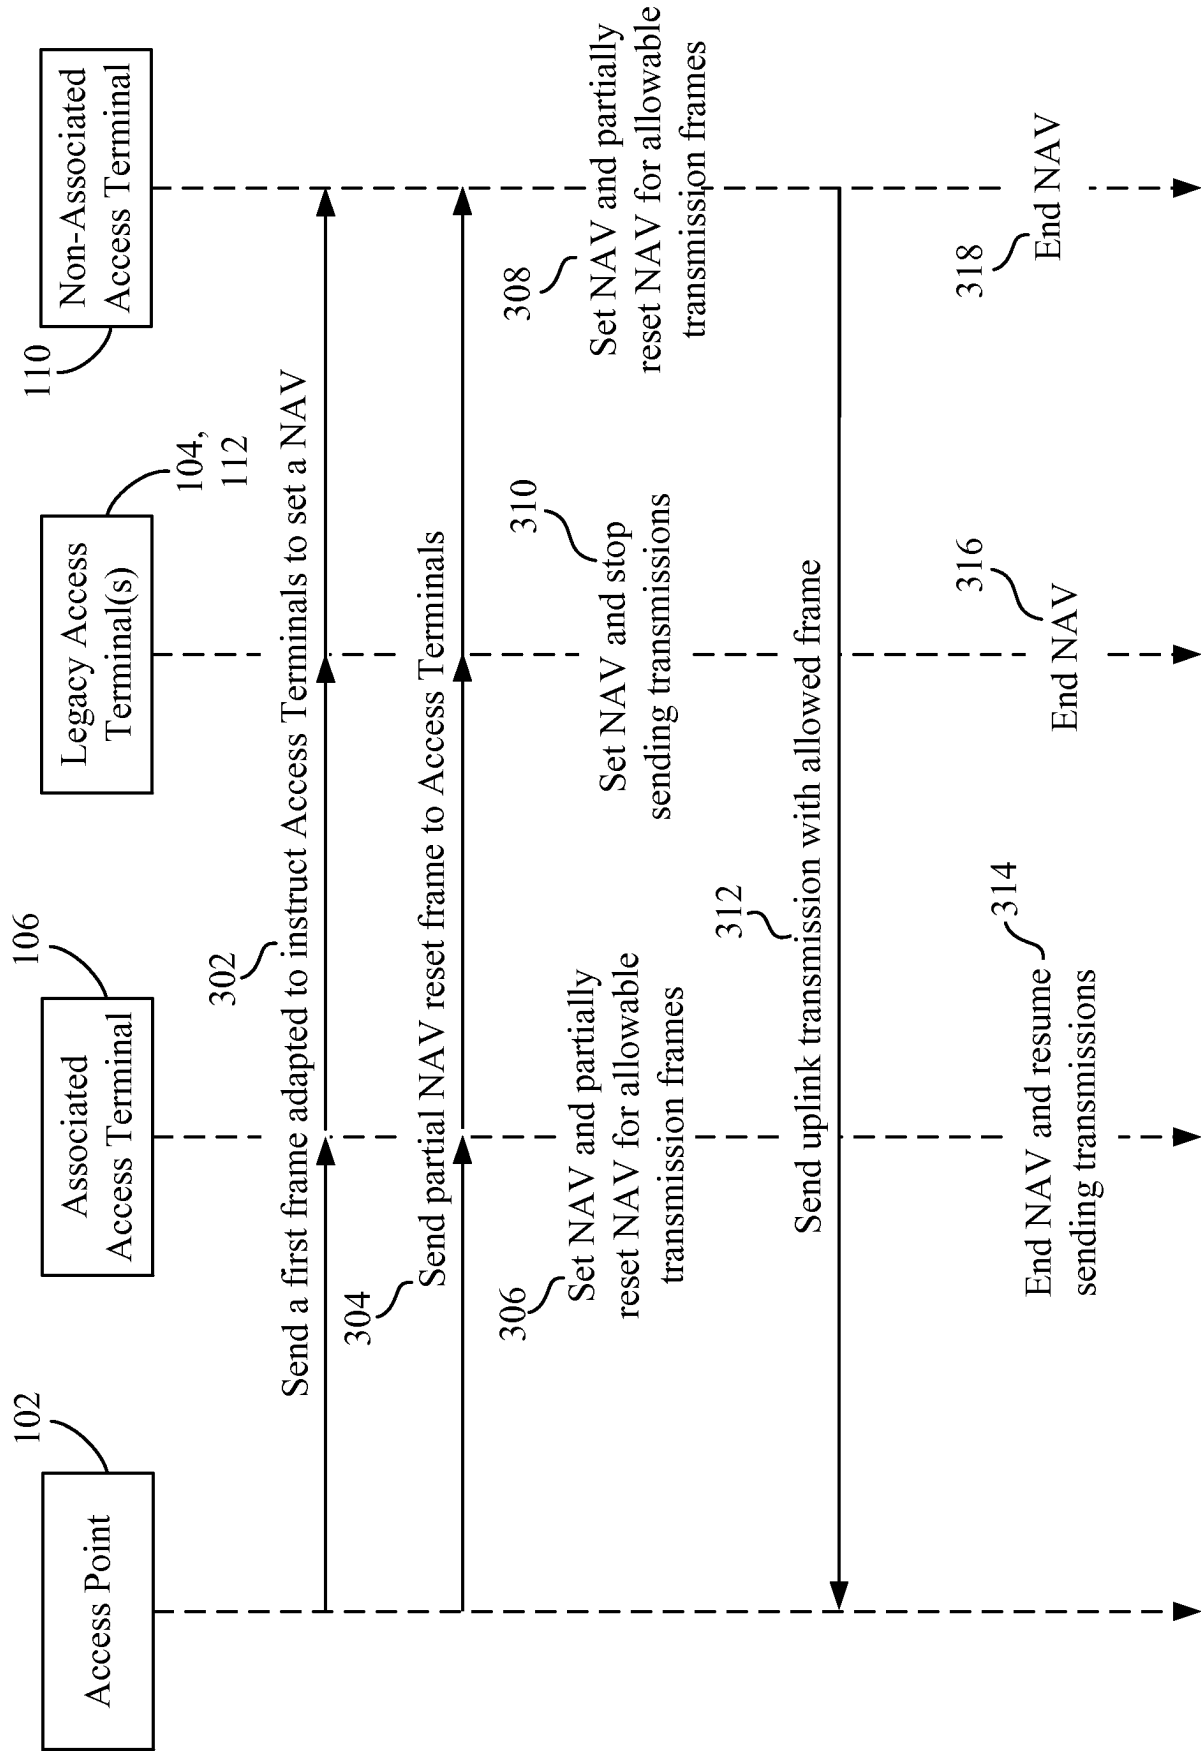 102
Access Point
106
Associated
Access Terminal
104,
112
Legacy Access
Terminal(s)
110
Non-Associated
Access Terminal
302
Send a first frame adapted to instruct Access Terminals to set a NAV
304
Send partial NAV reset frame to Access Terminals
306
Set NAV and partially
reset NAV for allowable
transmission frames
310
Set NAV and stop
sending transmissions
308
Set NAV and partially
reset NAV for allowable
transmission frames
312
Send uplink transmission with allowed frame
314
End NAV and resume
sending transmissions
316
End NAV
318
End NAV